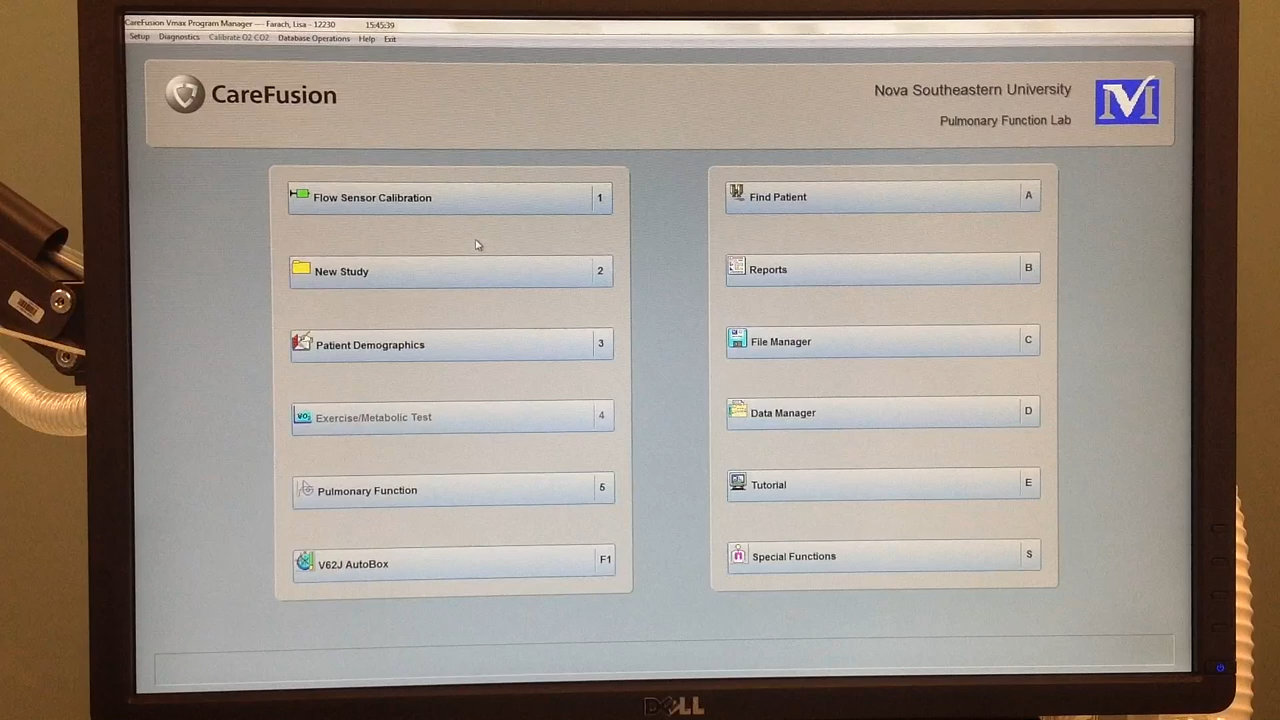 CareFusion Vmax Program Manager --- Farach, Lisa - 12230 15:45:39
Setup Diagnostics Calibrate O2 CO2 Database Operations Help Exit
CareFusion
Nova Southeastern University
Pulmonary Function Lab
Flow Sensor Calibration 1
New Study 2
Patient Demographics 3
VO2 Exercise/Metabolic Test 4
Pulmonary Function 5
V62J AutoBox F1
Find Patient A
Reports B
File Manager C
Data Manager D
Tutorial E
Special Functions S
DELL